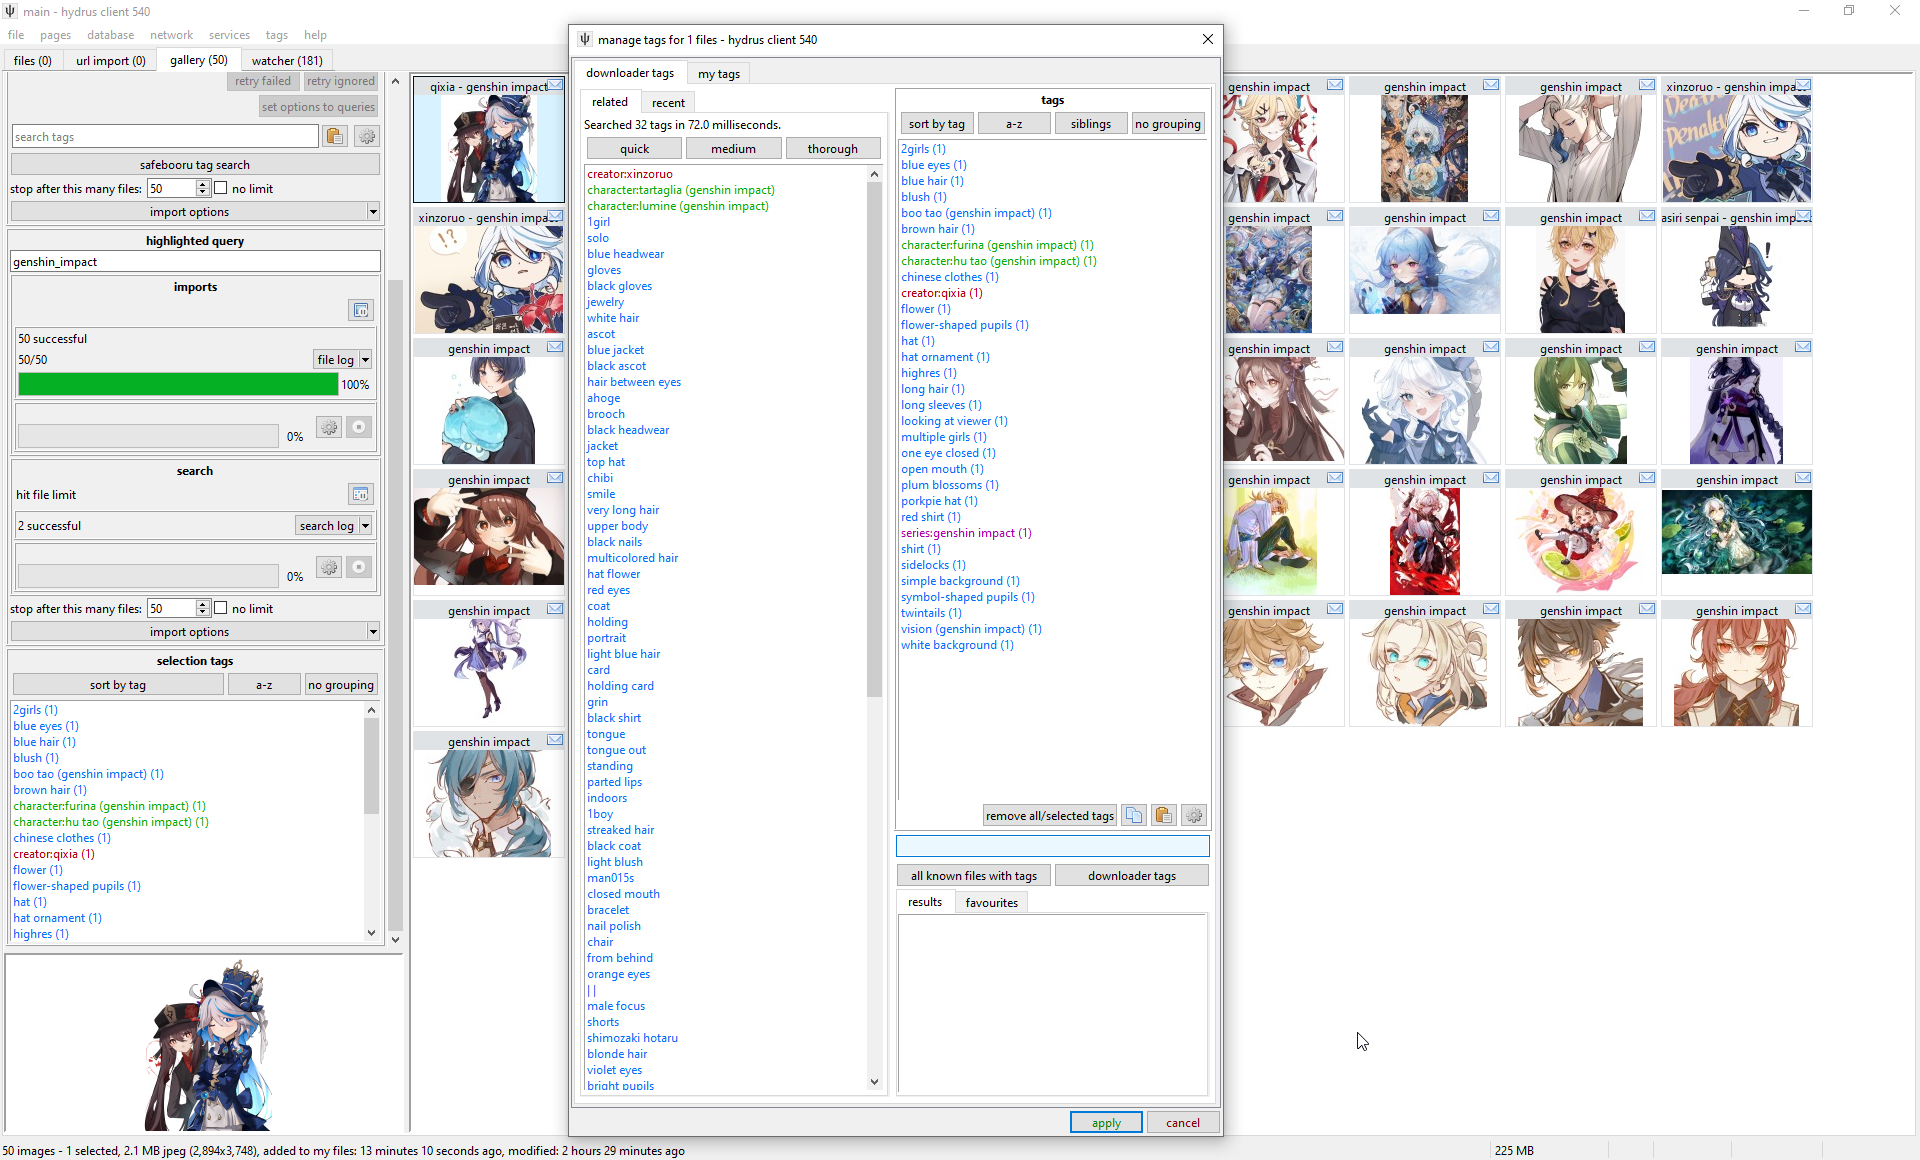 main - hydrus client 540
file pages database network services tags help
files (0) url import (0) gallery (50) watcher (181)
retry failed retry ignored
set options to queries
search tags
safebooru tag search
stop after this many files: 50 no limit
import options
highlighted query
genshin_impact
imports
50 successful
50/50
file log
100%
0%
search
hit file limit
2 successful
search log
0%
stop after this many files: 50 no limit
import options
selection tags
sort by tag a-z no grouping
2girls (1)
blue eyes (1)
blue hair (1)
blush (1)
boo tao (genshin impact) (1)
brown hair (1)
character:furina (genshin impact) (1)
character:hu tao (genshin impact) (1)
chinese clothes (1)
creator:qixia (1)
flower (1)
flower-shaped pupils (1)
hat (1)
hat ornament (1)
highres (1)
qixia - genshin impact
xinzoruo - genshin impa
genshin impact
genshin impact
genshin impact
genshin impact
manage tags for 1 files - hydrus client 540
downloader tags my tags
related recent
Searched 32 tags in 72.0 milliseconds.
quick medium thorough
creator:xinzoruo
character:tartaglia (genshin impact)
character:lumine (genshin impact)
1girl
solo
blue headwear
gloves
black gloves
jewelry
white hair
ascot
blue jacket
black ascot
hair between eyes
ahoge
brooch
black headwear
jacket
top hat
chibi
smile
very long hair
upper body
black nails
multicolored hair
hat flower
red eyes
coat
holding
portrait
light blue hair
card
holding card
grin
black shirt
tongue
tongue out
standing
parted lips
indoors
1boy
streaked hair
black coat
light blush
man015s
closed mouth
bracelet
nail polish
chair
from behind
orange eyes
| |
male focus
shorts
shimozaki hotaru
blonde hair
violet eyes
bright pupils
tags
sort by tag a-z siblings no grouping
2girls (1)
blue eyes (1)
blue hair (1)
blush (1)
boo tao (genshin impact) (1)
brown hair (1)
character:furina (genshin impact) (1)
character:hu tao (genshin impact) (1)
chinese clothes (1)
creator:qixia (1)
flower (1)
flower-shaped pupils (1)
hat (1)
hat ornament (1)
highres (1)
long hair (1)
long sleeves (1)
looking at viewer (1)
multiple girls (1)
one eye closed (1)
open mouth (1)
plum blossoms (1)
porkpie hat (1)
red shirt (1)
series:genshin impact (1)
shirt (1)
sidelocks (1)
simple background (1)
symbol-shaped pupils (1)
twintails (1)
vision (genshin impact) (1)
white background (1)
remove all/selected tags
all known files with tags downloader tags
results favourites
apply cancel
genshin impact genshin impact genshin impact xinzoruo - genshin impa
genshin impact genshin impact genshin impact asiri senpai - genshin imp
genshin impact genshin impact genshin impact genshin impact
genshin impact genshin impact genshin impact genshin impact
genshin impact genshin impact genshin impact genshin impact
50 images - 1 selected, 2.1 MB jpeg (2,894x3,748), added to my files: 13 minutes 10 seconds ago, modified: 2 hours 29 minutes ago
225 MB